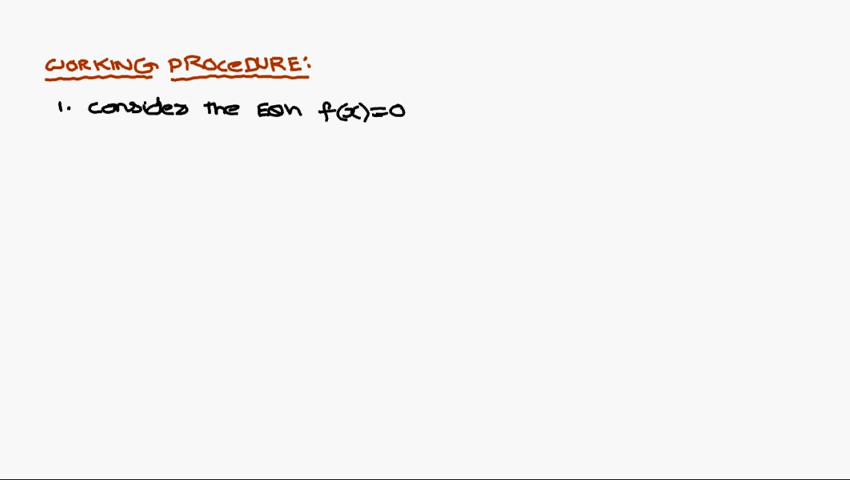 WORKING PROCEDURE:
1. Consider the Eqn f(x)=0